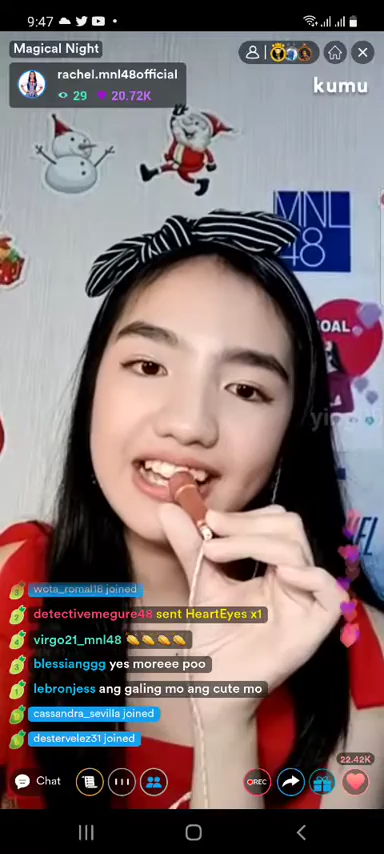 9:47
Magical Night
rachel.mnl48official
29 20.72K
kumu
MNL
48
OAL
wota_romal18 joined
detectivemegure48 sent HeartEyes x1
virgo21_mnl48 👏👏👏👏
blessianggg yes moreee poo
lebronjess ang galing mo ang cute mo
cassandra_sevilla joined
destervelez31 joined
22.42K
Chat
REC